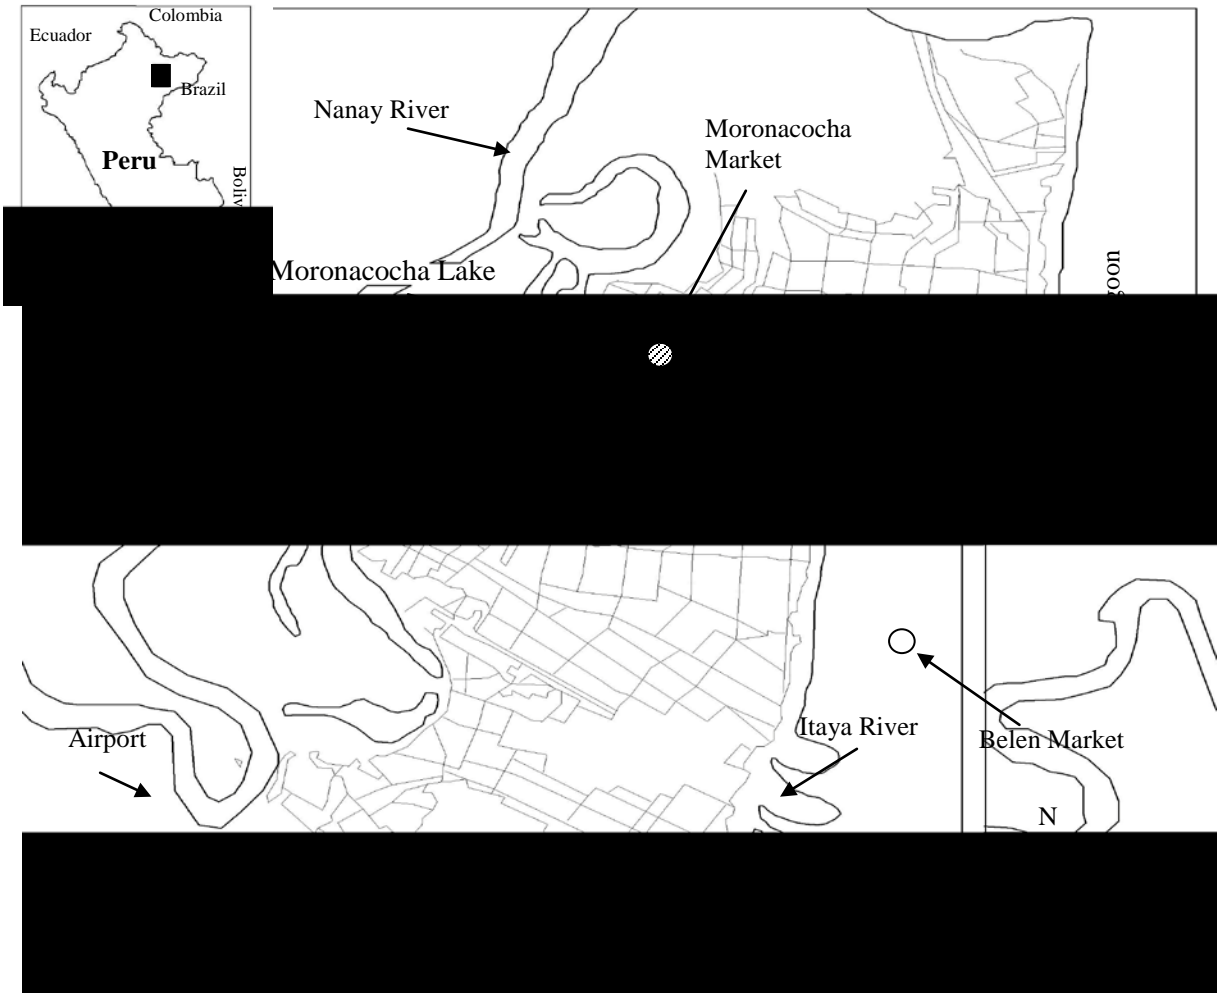 Colombia
Ecuador
Brazil
Peru
Nanay River
Moronacocha
Market
Moronacocha Lake
Itaya River
Airport
Belen Market
N